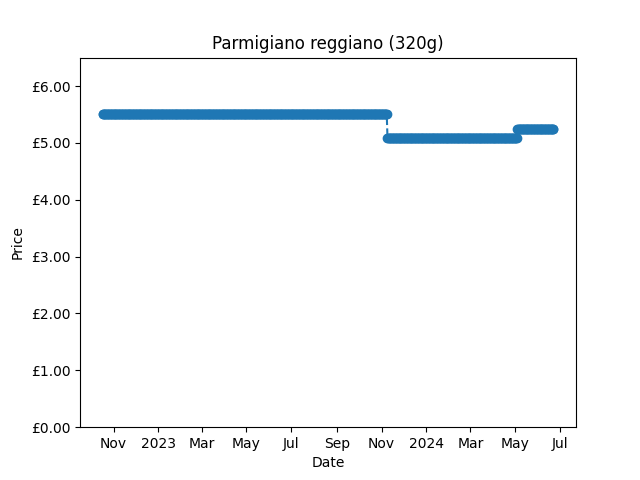 Parmigiano reggiano (320g)
£6.00
£5.00
£4.00
£3.00
£2.00
£1.00
£0.00
Price
Nov 2023 Mar May Jul Sep Nov 2024 Mar May Jul
Date